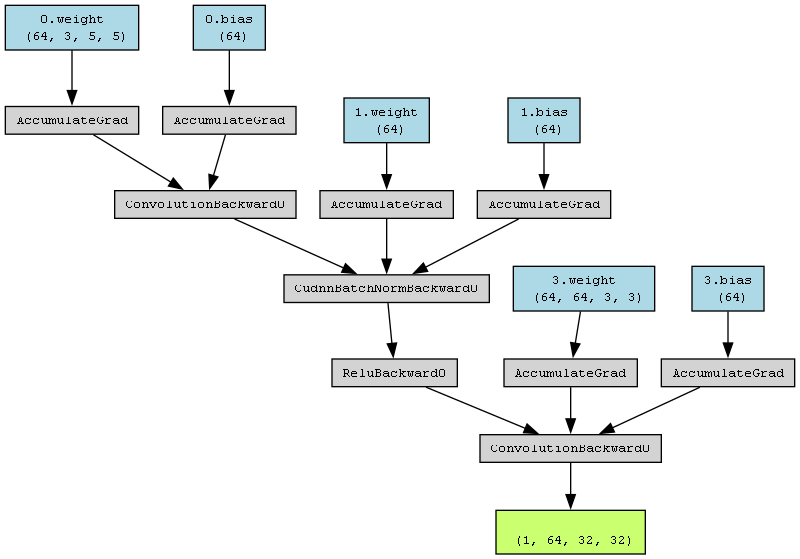 0.weight
(64, 3, 5, 5)
0.bias
(64)
AccumulateGrad
AccumulateGrad
1.weight
(64)
1.bias
(64)
ConvolutionBackward0
AccumulateGrad
AccumulateGrad
CudnnBatchNormBackward0
3.weight
(64, 64, 3, 3)
3.bias
(64)
ReluBackward0
AccumulateGrad
AccumulateGrad
ConvolutionBackward0
(1, 64, 32, 32)